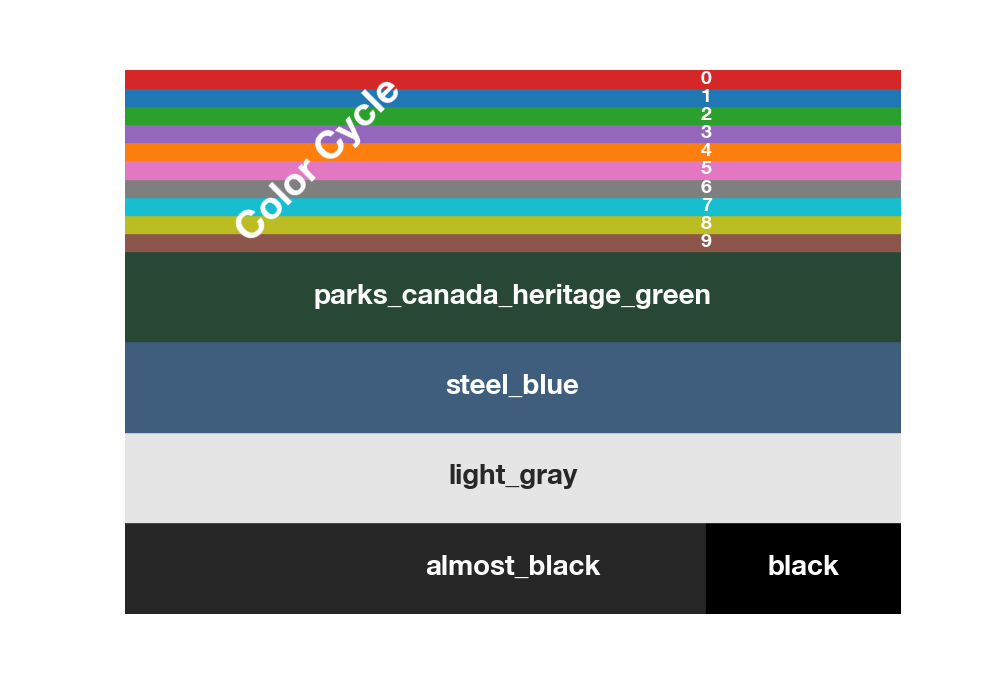 Color Cycle
0
1
2
3
4
5
6
7
8
9
parks_canada_heritage_green
steel_blue
light_gray
almost_black
black